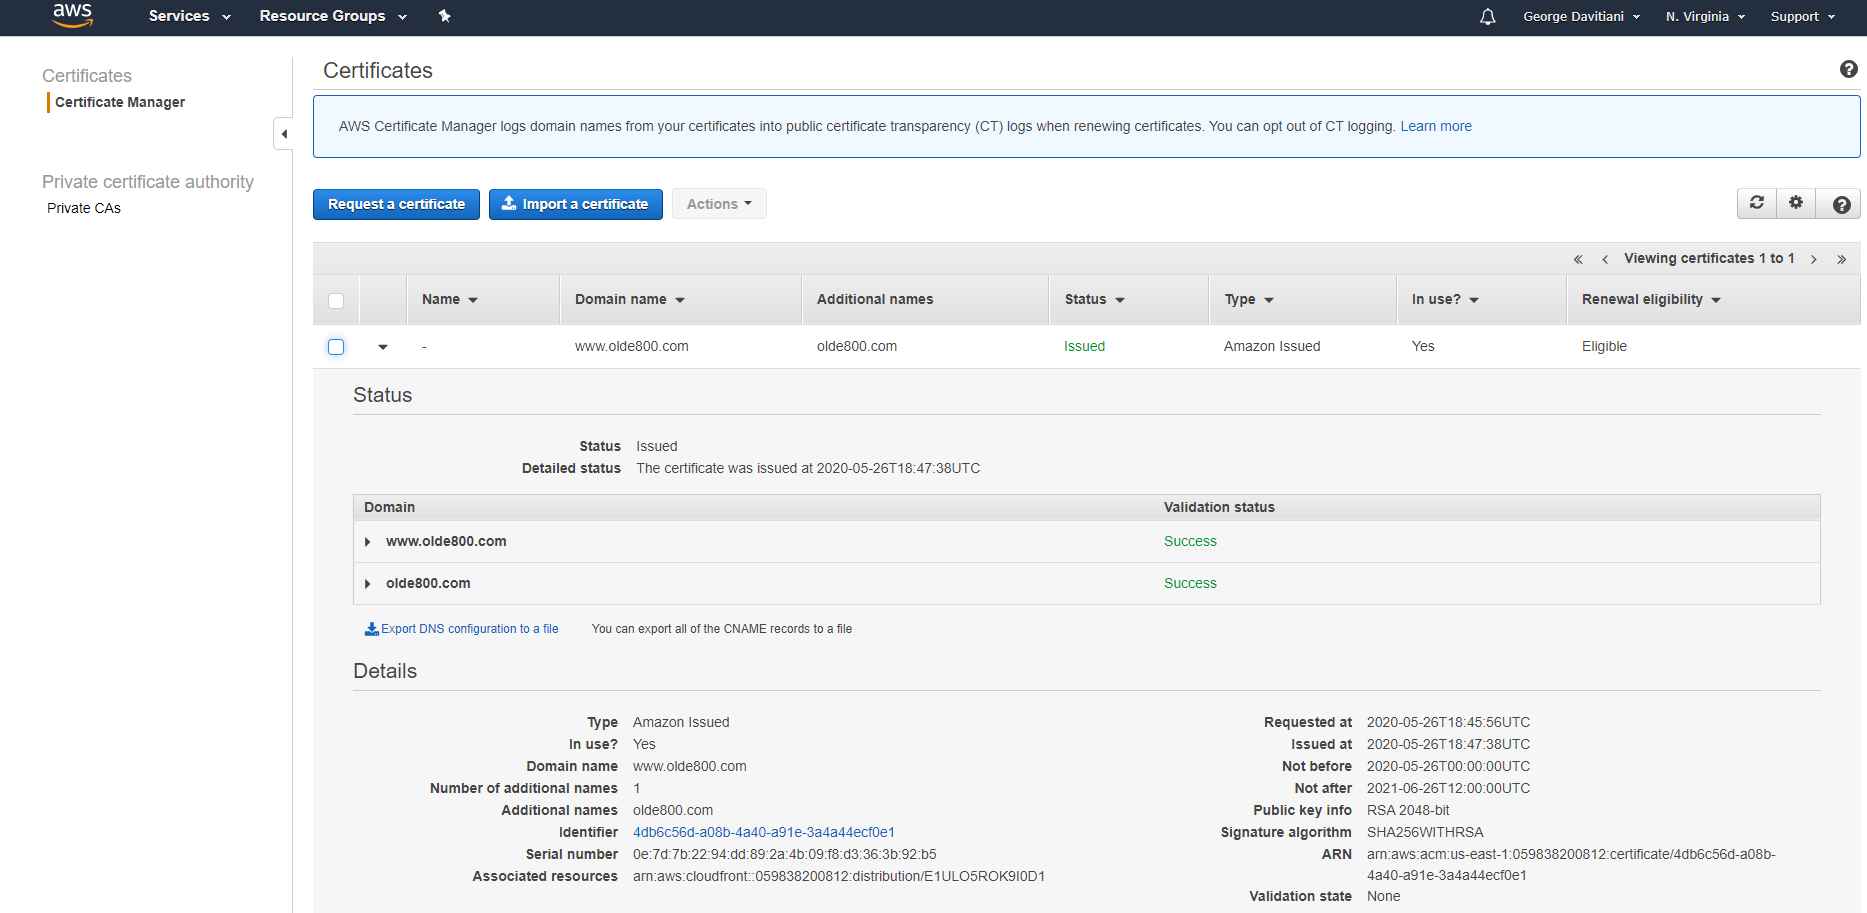 aws Services Resource Groups George Davitiani N. Virginia Support
Certificates
Certificate Manager
Private certificate authority
Private CAs
Certificates
AWS Certificate Manager logs domain names from your certificates into public certificate transparency (CT) logs when renewing certificates. You can opt out of CT logging. Learn more
Request a certificate Import a certificate Actions
« ‹ Viewing certificates 1 to 1 › »
Name Domain name Additional names Status Type In use? Renewal eligibility
- www.olde800.com olde800.com Issued Amazon Issued Yes Eligible
Status
Status Issued
Detailed status The certificate was issued at 2020-05-26T18:47:38UTC
Domain Validation status
www.olde800.com Success
olde800.com Success
Export DNS configuration to a file You can export all of the CNAME records to a file
Details
Type Amazon Issued
In use? Yes
Domain name www.olde800.com
Number of additional names 1
Additional names olde800.com
Identifier 4db6c56d-a08b-4a40-a91e-3a4a44ecf0e1
Serial number 0e:7d:7b:22:94:dd:89:2a:4b:09:f8:d3:36:3b:92:b5
Associated resources arn:aws:cloudfront::059838200812:distribution/E1ULO5ROK9I0D1
Requested at 2020-05-26T18:45:56UTC
Issued at 2020-05-26T18:47:38UTC
Not before 2020-05-26T00:00:00UTC
Not after 2021-06-26T12:00:00UTC
Public key info RSA 2048-bit
Signature algorithm SHA256WITHRSA
ARN arn:aws:acm:us-east-1:059838200812:certificate/4db6c56d-a08b-
4a40-a91e-3a4a44ecf0e1
Validation state None